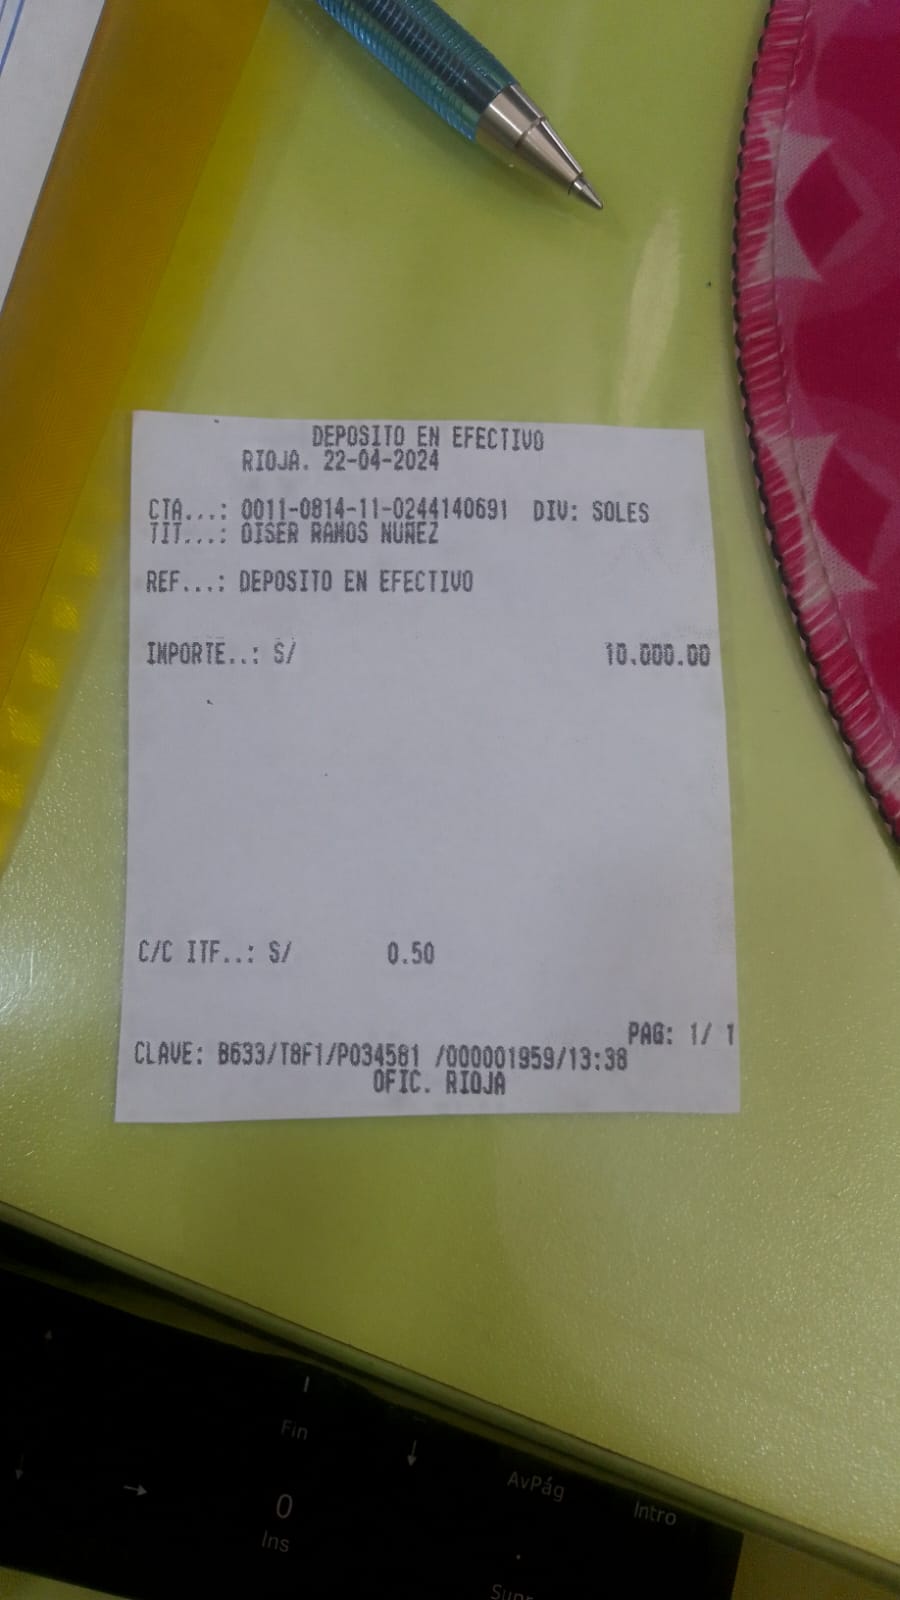 DEPOSITO EN EFECTIVO
RIOJA. 22-04-2024
CTA...: 0011-0814-11-0244140691 DIV: SOLES
TIT...: DISER RAMOS NUÑEZ
REF...: DEPOSITO EN EFECTIVO
IMPORTE..: S/ 10.000.00
C/C ITF..: S/ 0.50
PAG: 1/ 1
CLAVE: B633/T8F1/P034581 /000001959/13:38
OFIC. RIOJA
1
Fin
0
Ins
AvPág
Intro